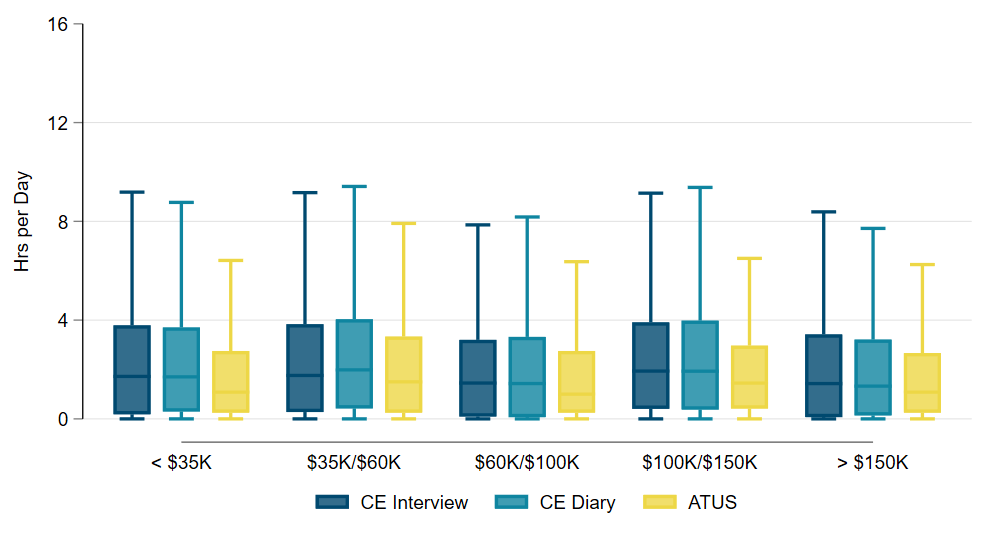 16
12
8
4
0
Hrs per Day
< $35K $35K/$60K $60K/$100K $100K/$150K > $150K
CE Interview CE Diary ATUS